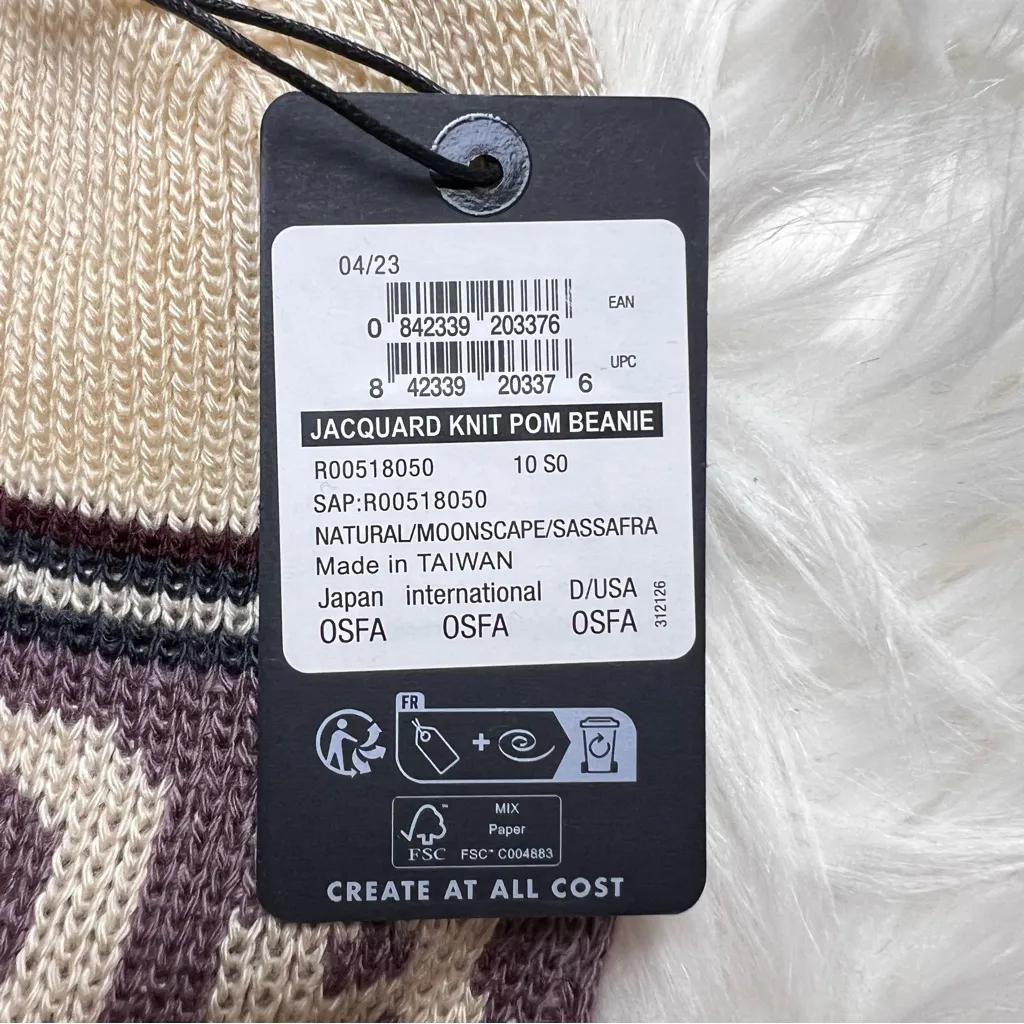 04/23
EAN
0 842339 203376
UPC
8 42339 20337 6
JACQUARD KNIT POM BEANIE
R00518050 10 S0
SAP:R00518050
NATURAL/MOONSCAPE/SASSAFRA
Made in TAIWAN
Japan international D/USA
OSFA OSFA OSFA
312126
FR
+
MIX
Paper
FSC™ C004883
FSC™
CREATE AT ALL COST